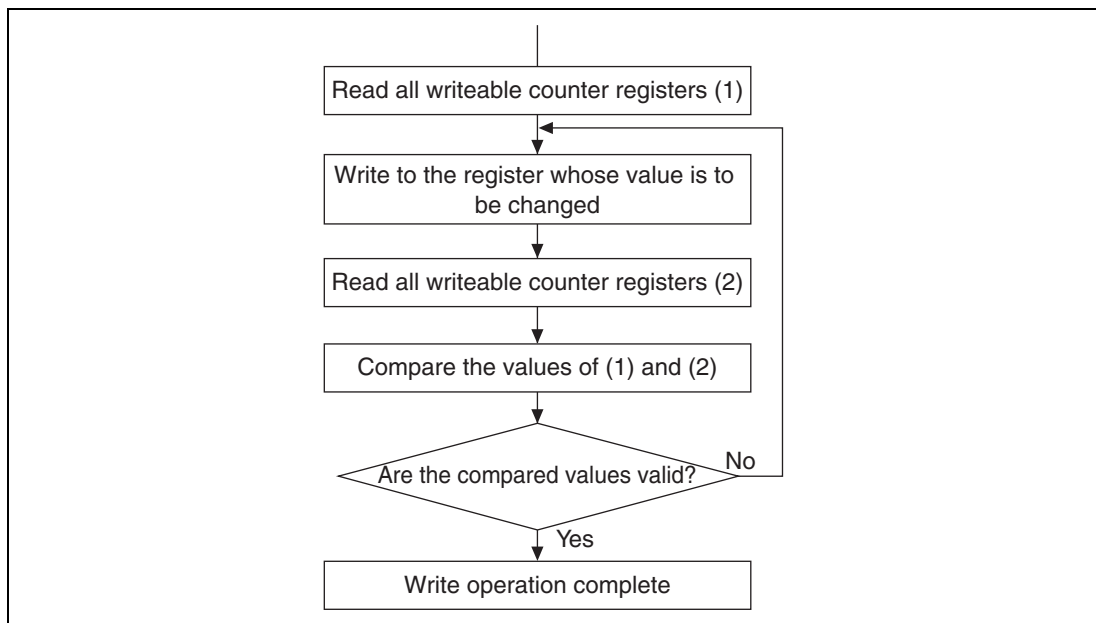 Read all writeable counter registers (1)
Write to the register whose value is to
be changed
Read all writeable counter registers (2)
Compare the values of (1) and (2)
Are the compared values valid?
No
Yes
Write operation complete